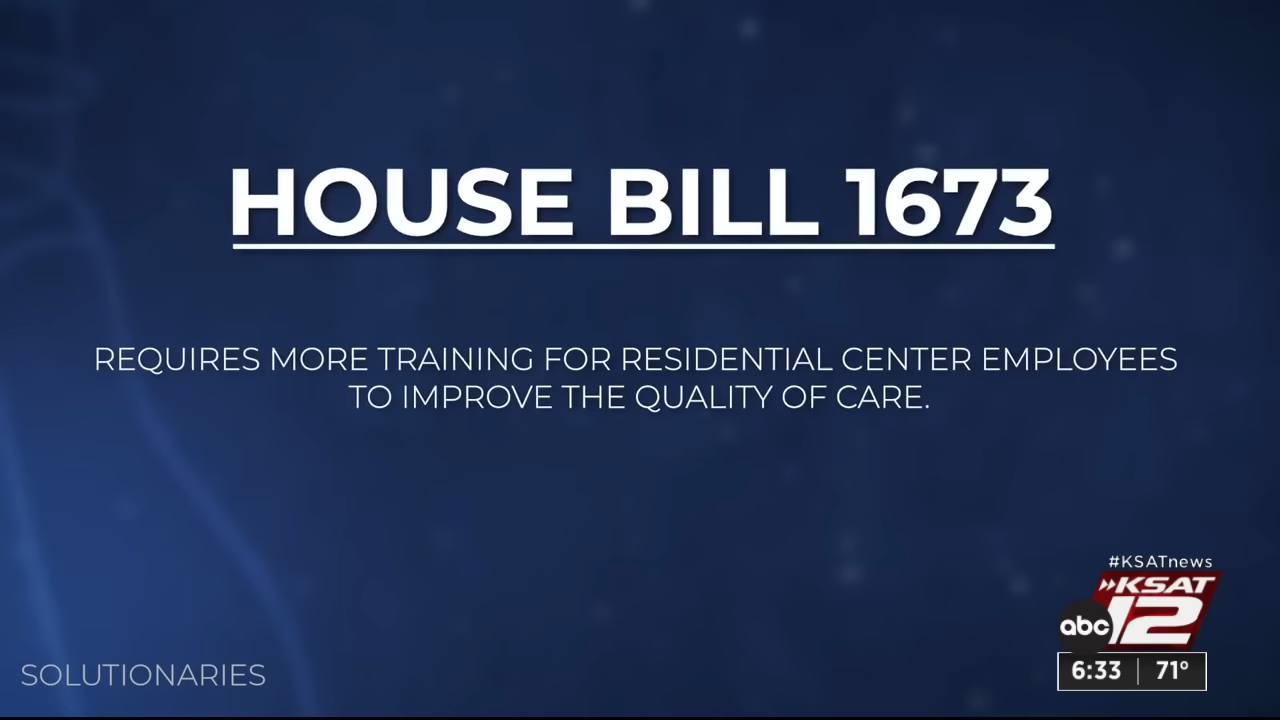 HOUSE BILL 1673
REQUIRES MORE TRAINING FOR RESIDENTIAL CENTER EMPLOYEES
TO IMPROVE THE QUALITY OF CARE.
#KSATnews
KSAT
abc 12
SOLUTIONARIES
6:33 | 71°